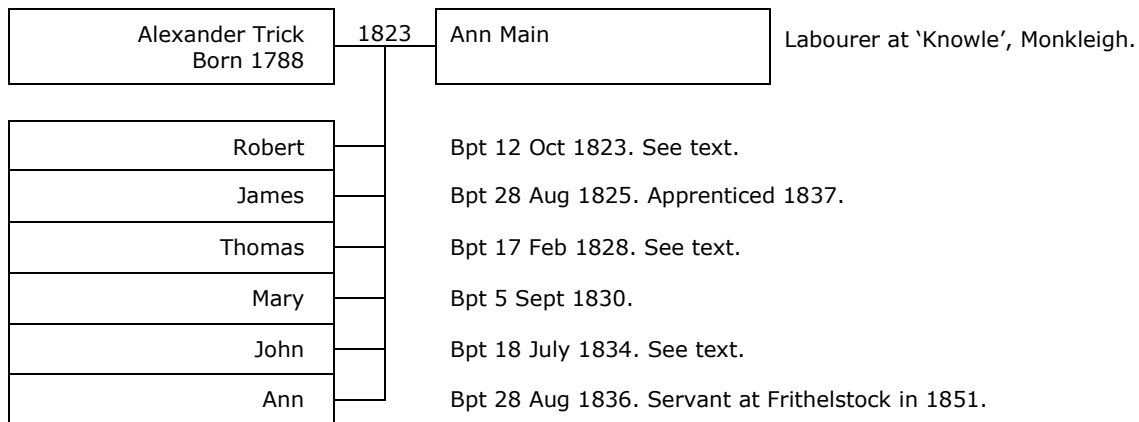 Alexander Trick 1823 Ann Main Labourer at ‘Knowle’, Monkleigh.
Born 1788
Robert Bpt 12 Oct 1823. See text.
James Bpt 28 Aug 1825. Apprenticed 1837.
Thomas Bpt 17 Feb 1828. See text.
Mary Bpt 5 Sept 1830.
John Bpt 18 July 1834. See text.
Ann Bpt 28 Aug 1836. Servant at Frithelstock in 1851.